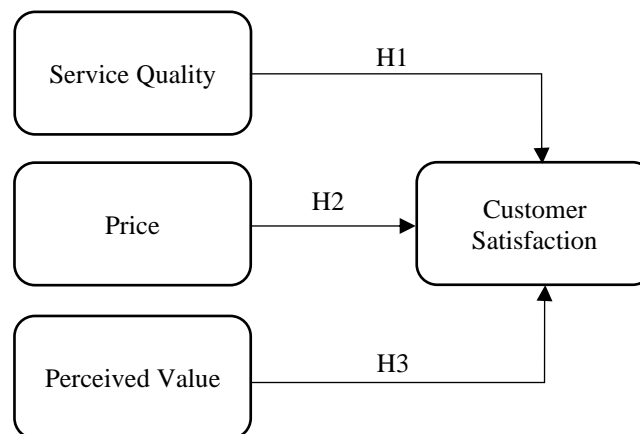 Service Quality
H1
Price
H2
Customer
Satisfaction
Perceived Value
H3